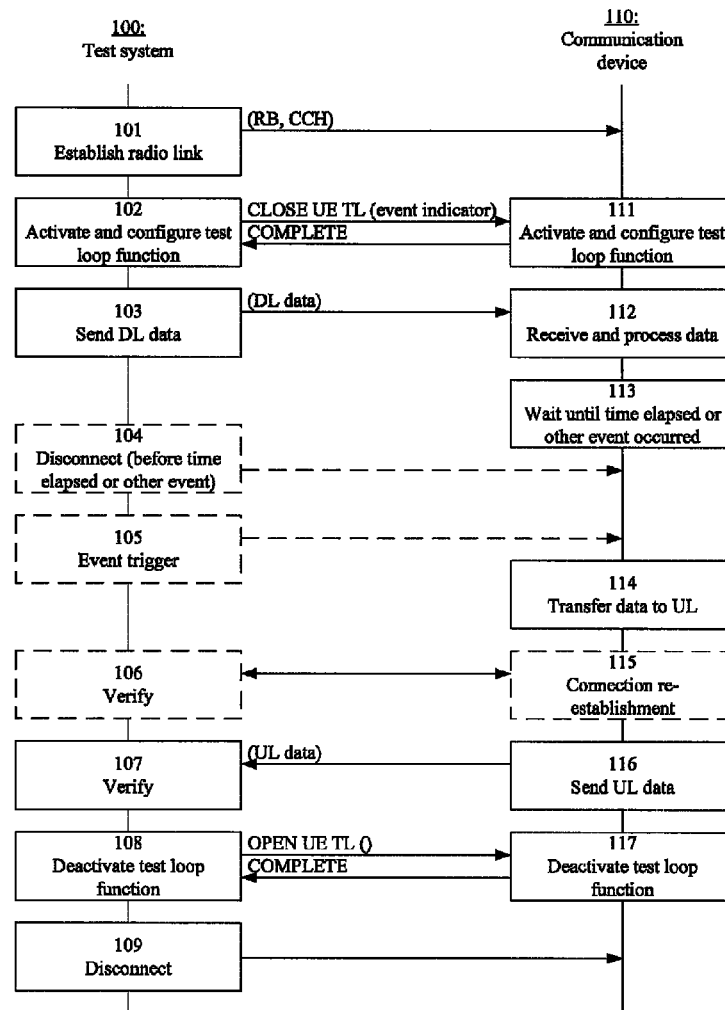 100:
Test system
110:
Communication
device
101
Establish radio link
(RB, CCH)
102
Activate and configure test
loop function
CLOSE UE TL (event indicator)
COMPLETE
111
Activate and configure test
loop function
103
Send DL data
(DL data)
112
Receive and process data
113
Wait until time elapsed or
other event occurred
104
Disconnect (before time
elapsed or other event)
105
Event trigger
114
Transfer data to UL
106
Verify
115
Connection re-
establishment
107
Verify
(UL data)
116
Send UL data
108
Deactivate test loop
function
OPEN UE TL ()
COMPLETE
117
Deactivate test loop
function
109
Disconnect